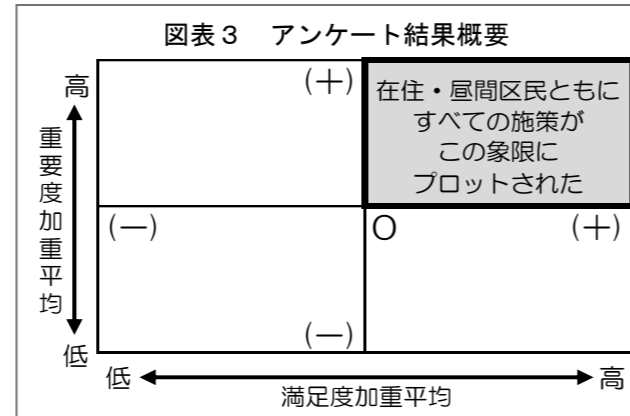 図表3 アンケート結果概要
高
(+)
在住・昼間区民ともに
すべての施策が
この象限に
プロットされた
重要度加重平均
(-)
O
(+)
(-)
低
低
高
満足度加重平均